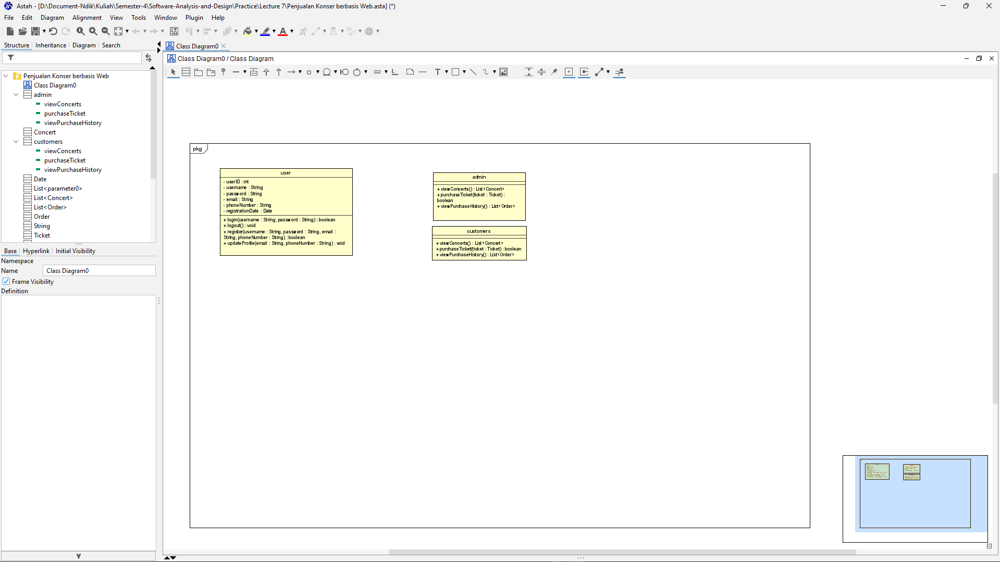 Astah - [D:\Document-Ndik\Kuliah\Semester-4\Software-Analysis-and-Design\Practice\Lecture 7\Penjualan Konser berbasis Web.asta] (*)
File Edit Diagram Alignment View Tools Window Plugin Help
Structure Inheritance Diagram Search
Class Diagram0
Class Diagram0 / Class Diagram
Penjualan Konser berbasis Web
Class Diagram0
admin
viewConcerts
purchaseTicket
viewPurchaseHistory
Concert
customers
viewConcerts
purchaseTicket
viewPurchaseHistory
Date
List<parameter0>
List<Concert>
List<Order>
Order
String
Ticket
Base Hyperlink Initial Visibility
Namespace
Name Class Diagram0
Frame Visibility
Definition
pkg
user
- userID : int
- username : String
- password : String
- email : String
- phoneNumber : String
- registrationDate : Date
+ login(username : String, password : String) : boolean
+ logout() : void
+ register(username : String, password : String, email :
String, phoneNumber : String) : boolean
+ updateProfile(email : String, phoneNumber : String) : void
admin
+ viewConcerts() : List<Concert>
+ purchaseTicket(ticket : Ticket) :
boolean
+ viewPurchaseHistory() : List<Order>
customers
+ viewConcerts() : List<Concert>
+ purchaseTicket(ticket : Ticket) : boolean
+ viewPurchaseHistory() : List<Order>